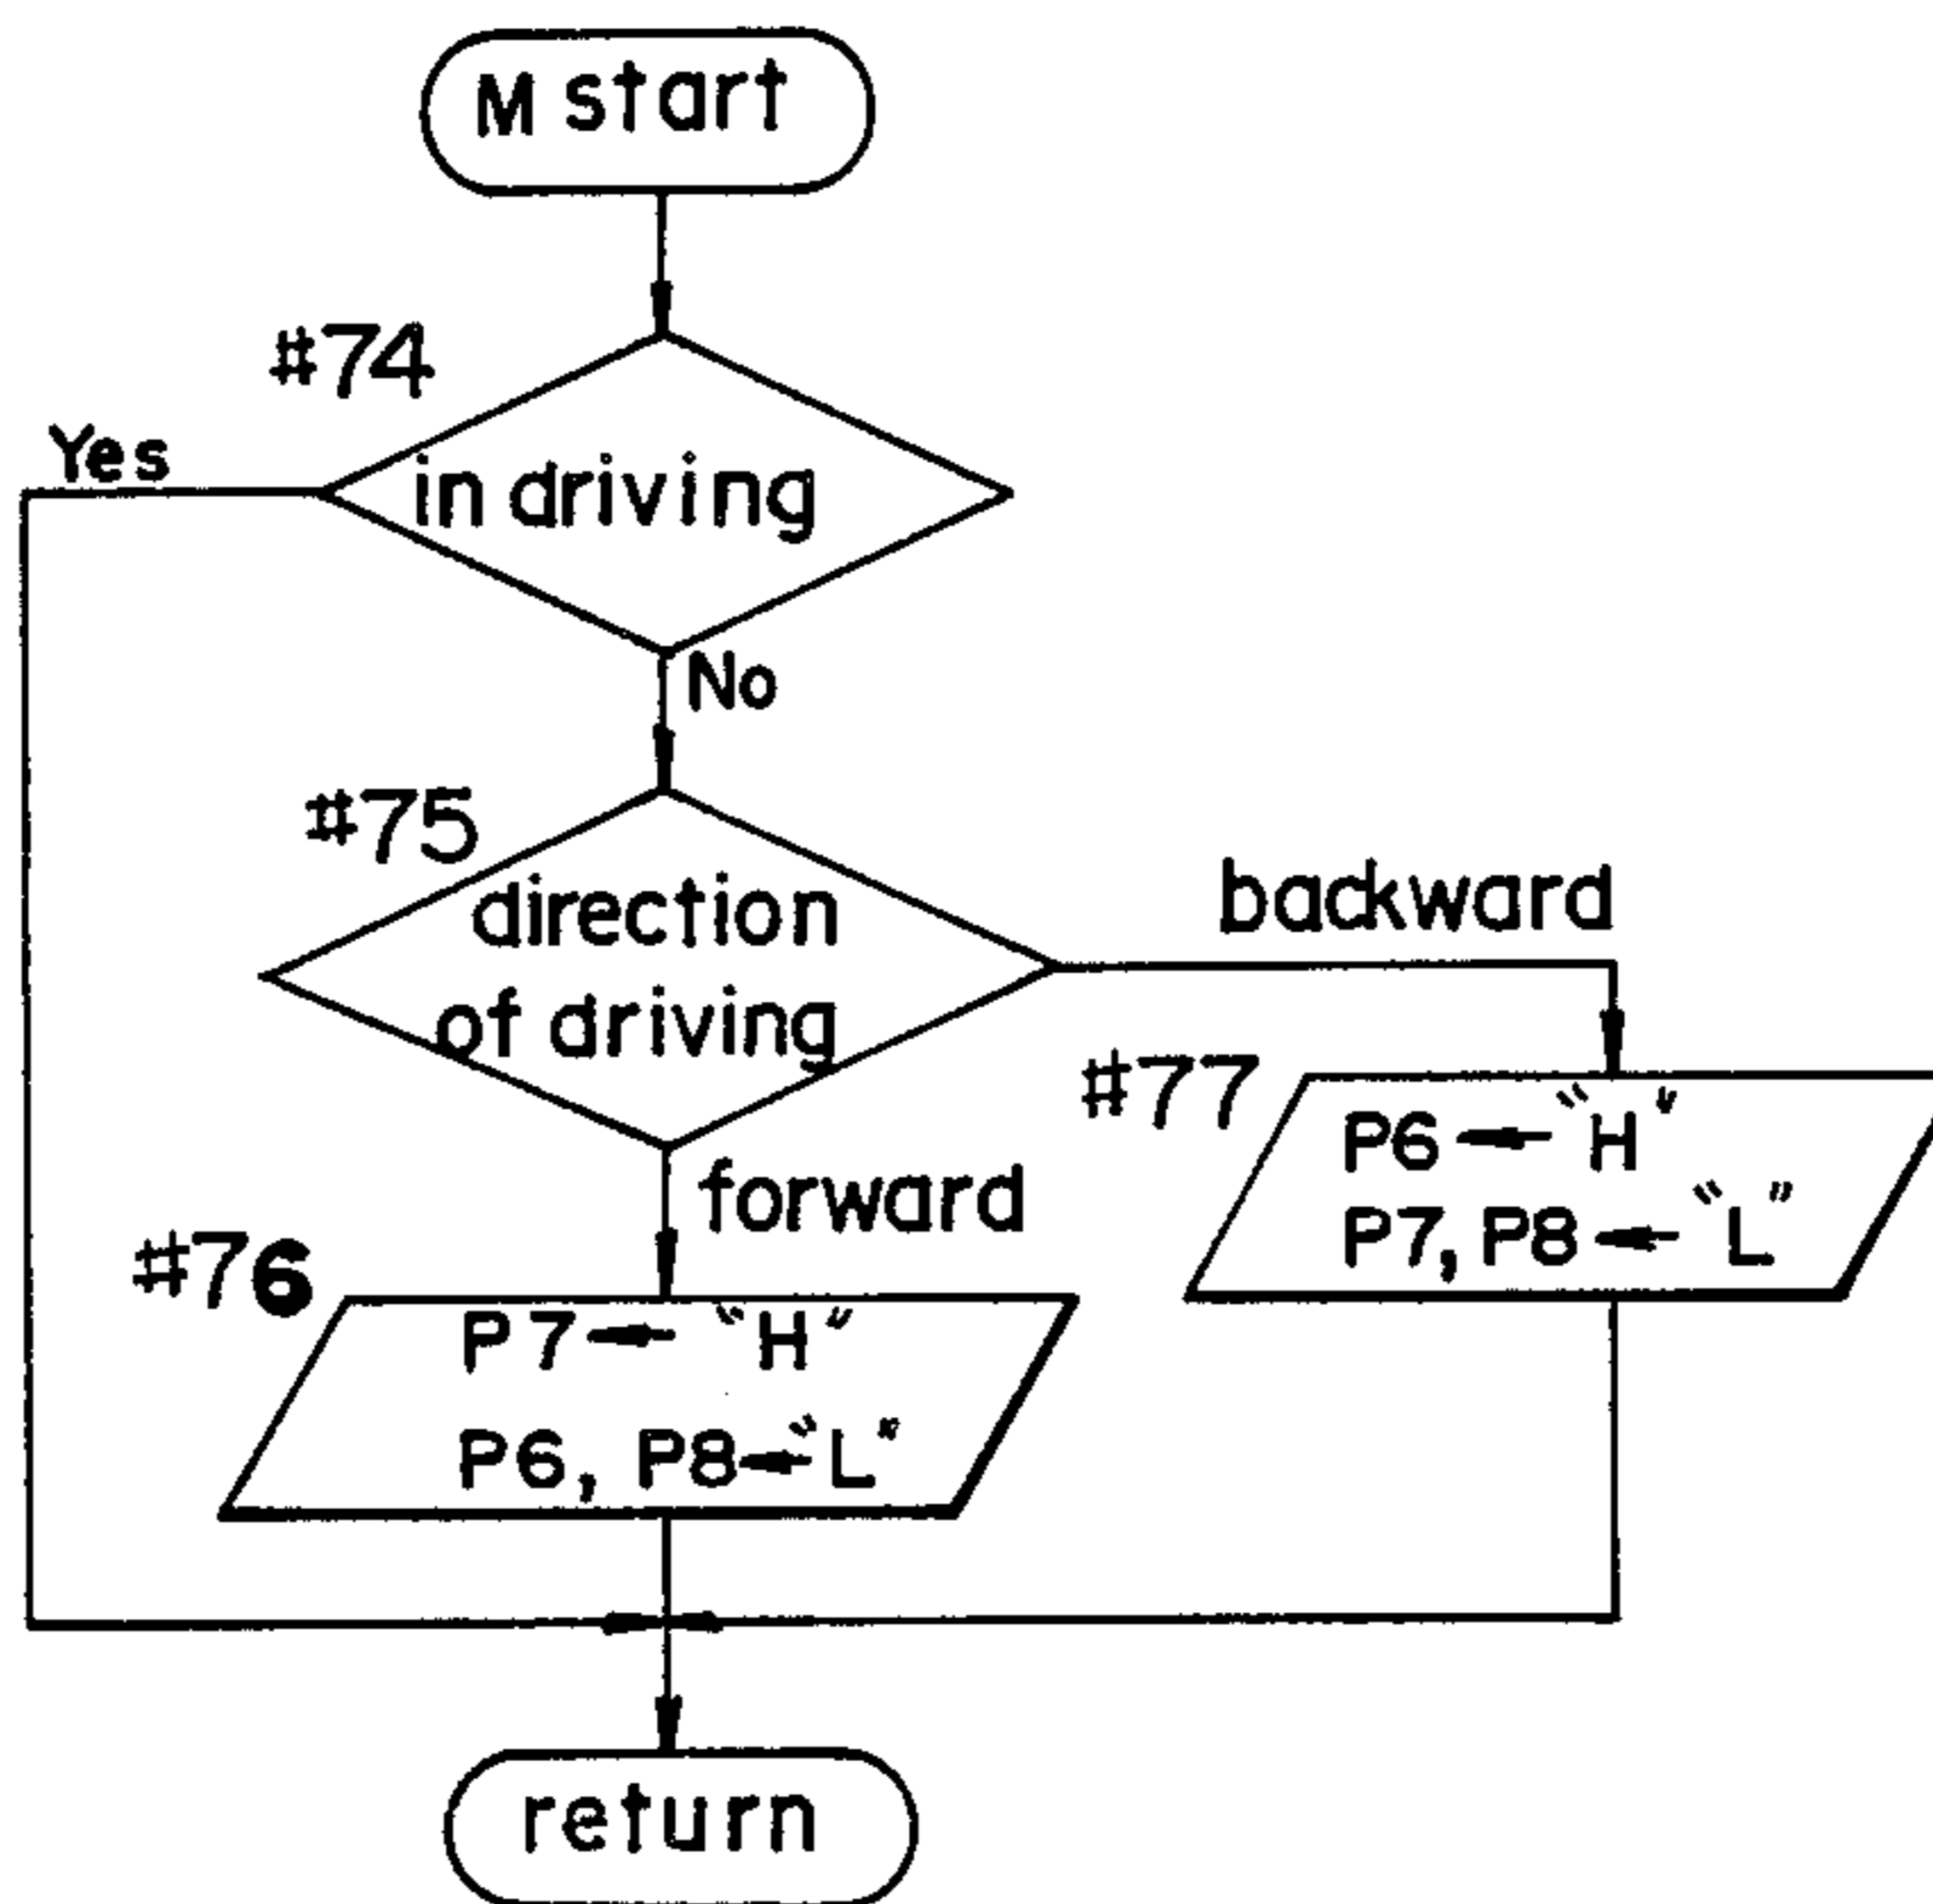 M start
#74
Yes
in driving
No
#75
direction
of driving
backward
#77
P6 ← "H"
P7, P8 ← "L"
forward
#76
P7 ← "H"
P6, P8 ← "L"
return